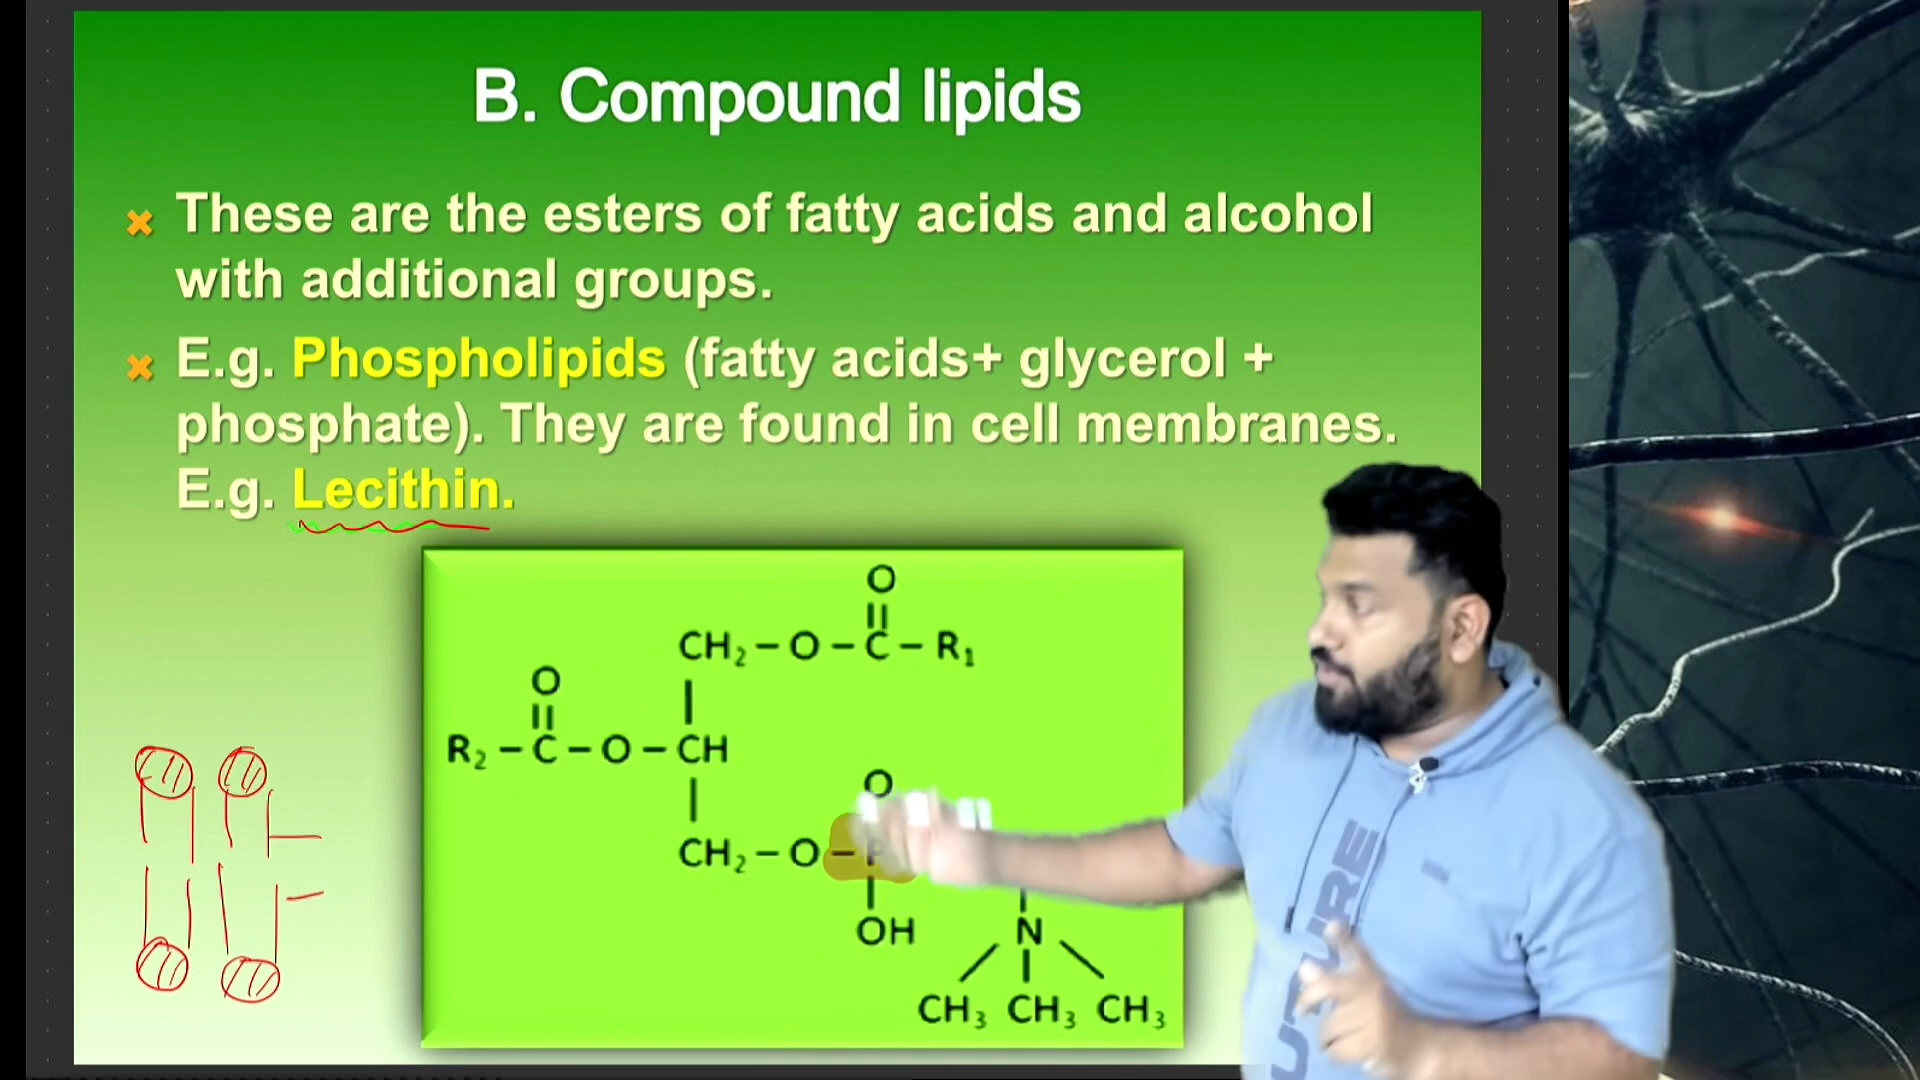 B. Compound lipids
These are the esters of fatty acids and alcohol
with additional groups.
E.g. Phospholipids (fatty acids+ glycerol +
phosphate). They are found in cell membranes.
E.g. Lecithin.
O
CH₂ – O – C – R₁
O
R₂ – C – O – CH
O
CH₂ – O – P
OH
N
CH₃ CH₃ CH₃